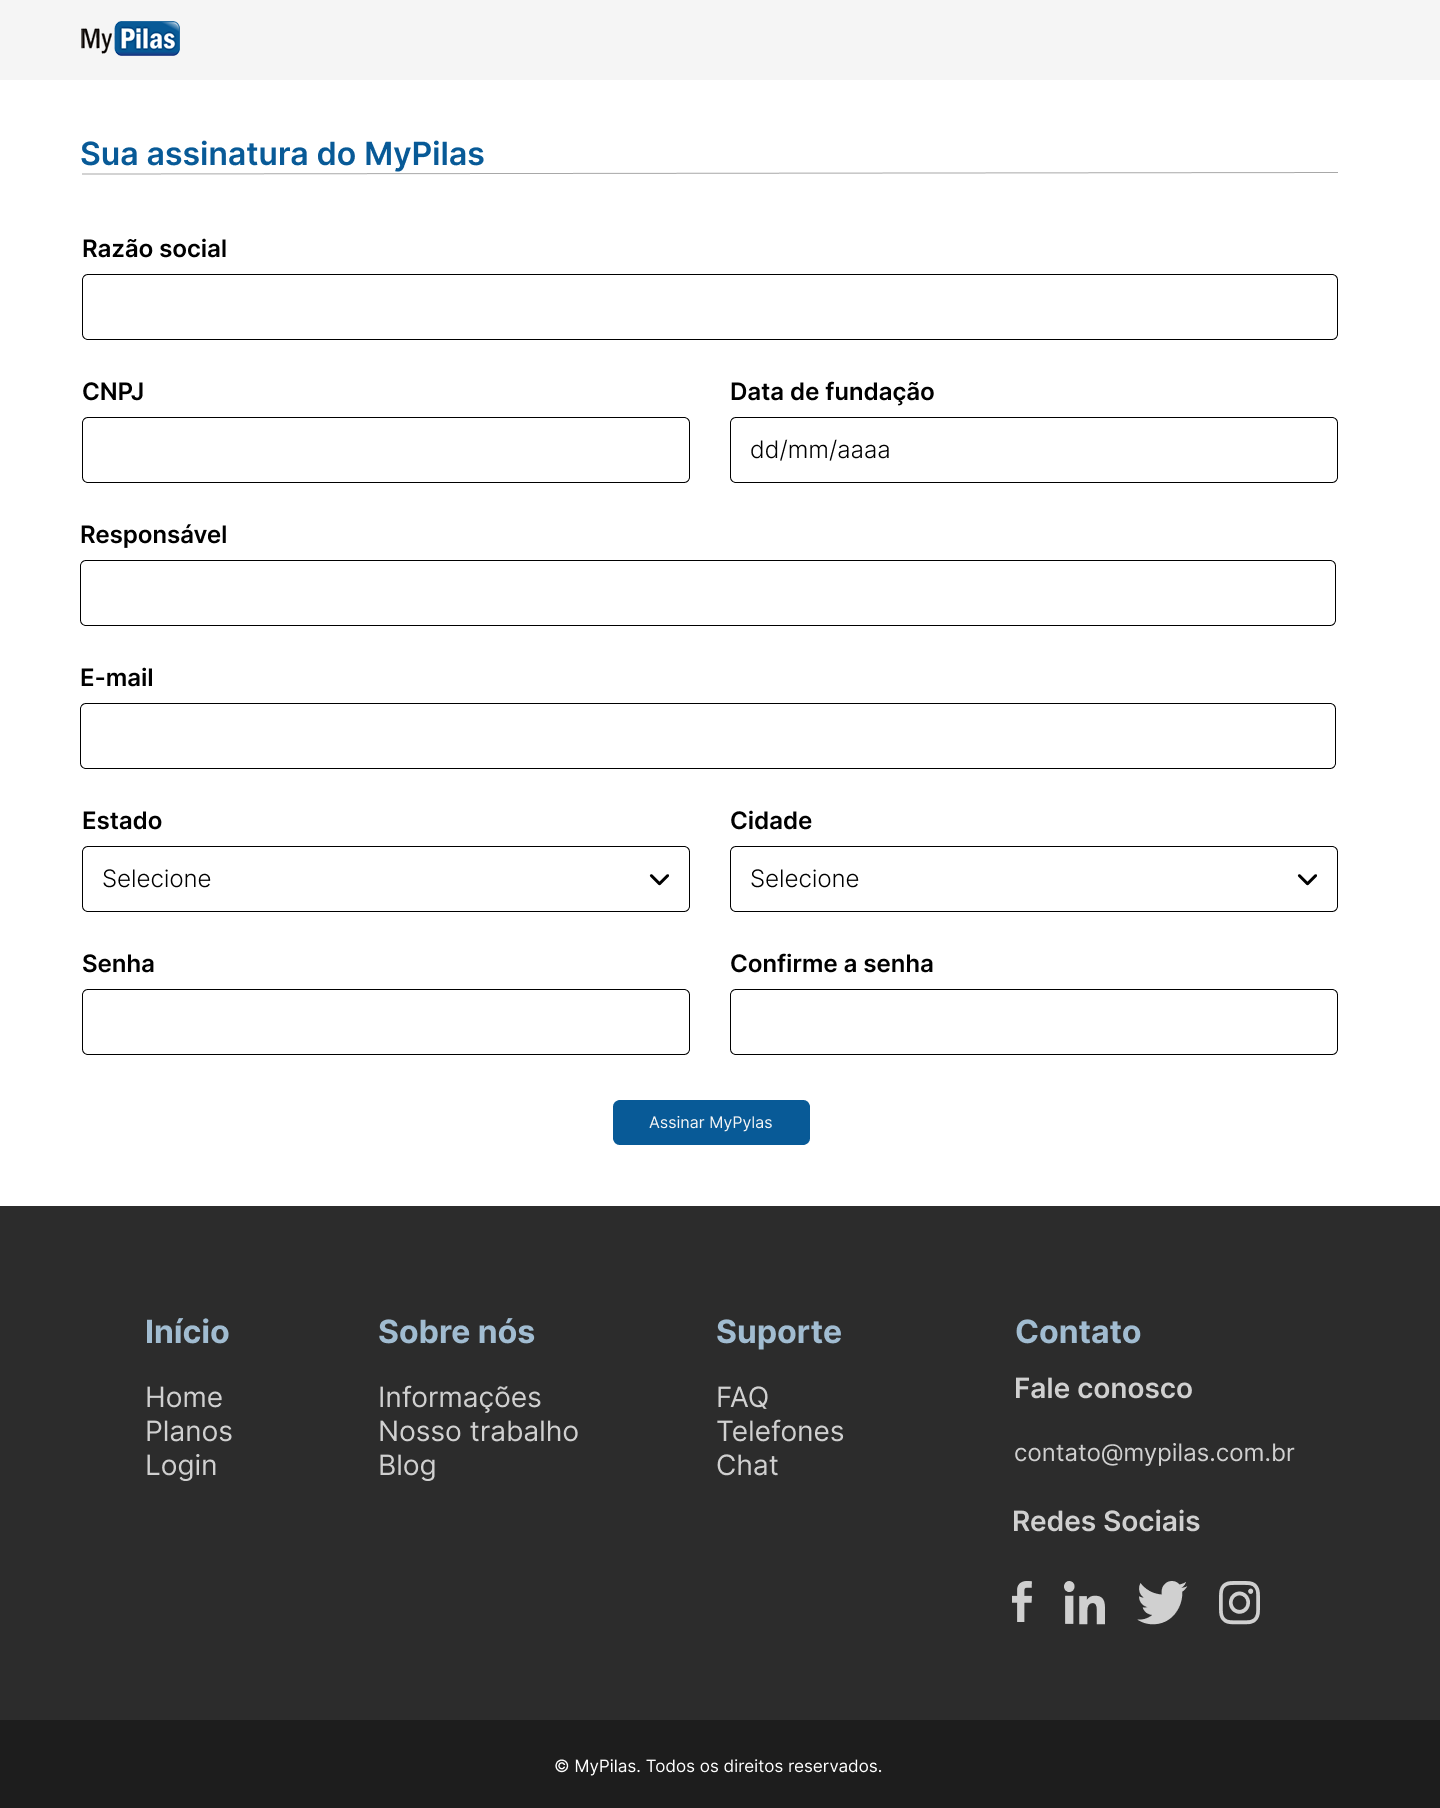 My Pilas
Sua assinatura do MyPilas
Razão social
CNPJ
Data de fundação
dd/mm/aaaa
Responsável
E-mail
Estado
Cidade
Selecione
Selecione
Senha
Confirme a senha
Assinar MyPylas
Início
Home
Planos
Login
Sobre nós
Informações
Nosso trabalho
Blog
Suporte
FAQ
Telefones
Chat
Contato
Fale conosco
contato@mypilas.com.br
Redes Sociais
© MyPilas. Todos os direitos reservados.